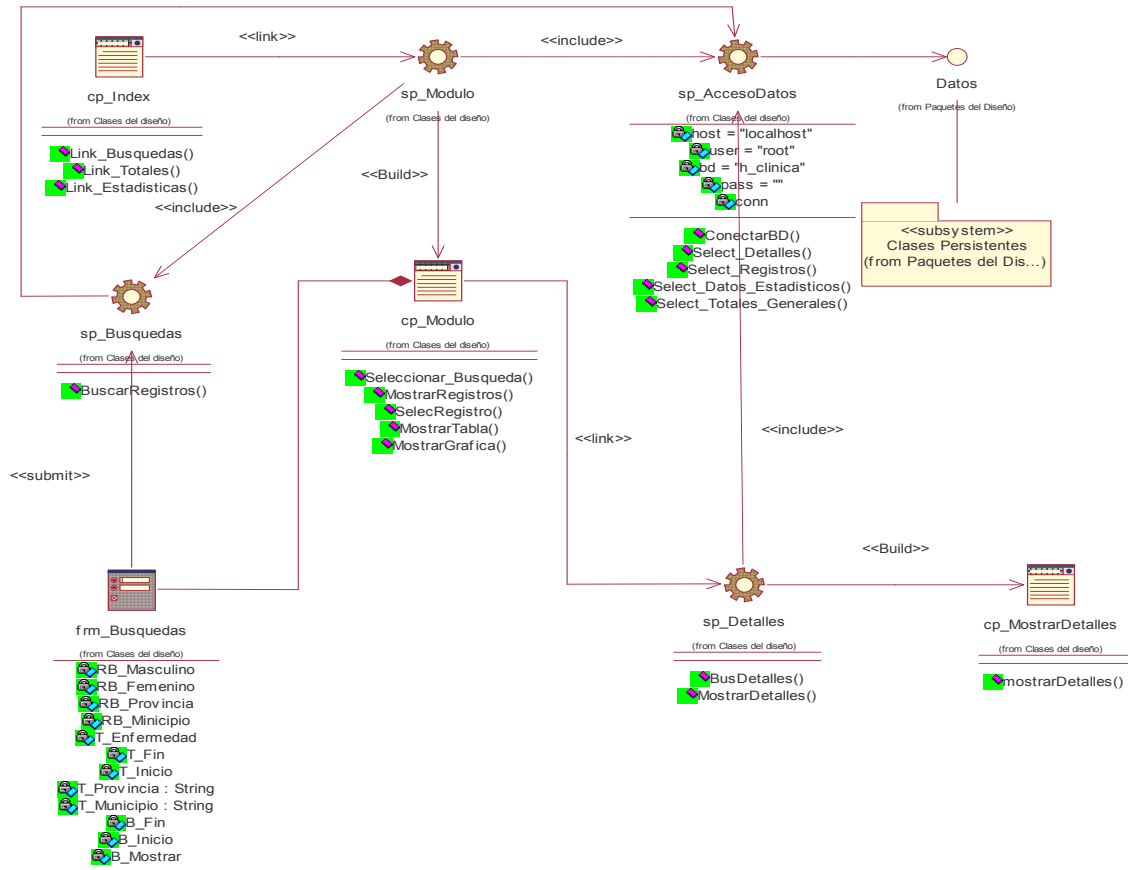 <<link>>
<<include>>
cp_Index
(from Clases del diseño)
Link_Busquedas()
Link_Totales()
Link_Estadisticas()
sp_Modulo
(from Clases del diseño)
sp_AccesoDatos
(from Clases del diseño)
host = "localhost"
user = "root"
bd = "h_clinica"
pass = ""
conn
ConectarBD()
Select_Detalles()
Select_Registros()
Select_Datos_Estadisticos()
Select_Totales_Generales()
Datos
(from Paquetes del Diseño)
<<subsystem>>
Clases Persistentes
(from Paquetes del Dis...)
<<Build>>
<<include>>
sp_Busquedas
(from Clases del diseño)
BuscarRegistros()
cp_Modulo
(from Clases del diseño)
Seleccionar_Busqueda()
MostrarRegistros()
SelecRegistro()
MostrarTabla()
MostrarGrafica()
<<link>>
<<include>>
<<submit>>
<<Build>>
frm_Busquedas
(from Clases del diseño)
RB_Masculino
RB_Femenino
RB_Provincia
RB_Minicipio
T_Enfermedad
T_Fin
T_Inicio
T_Provincia : String
T_Municipio : String
B_Fin
B_Inicio
B_Mostrar
sp_Detalles
(from Clases del diseño)
BusDetalles()
MostrarDetalles()
cp_MostrarDetalles
(from Clases del diseño)
mostrarDetalles()